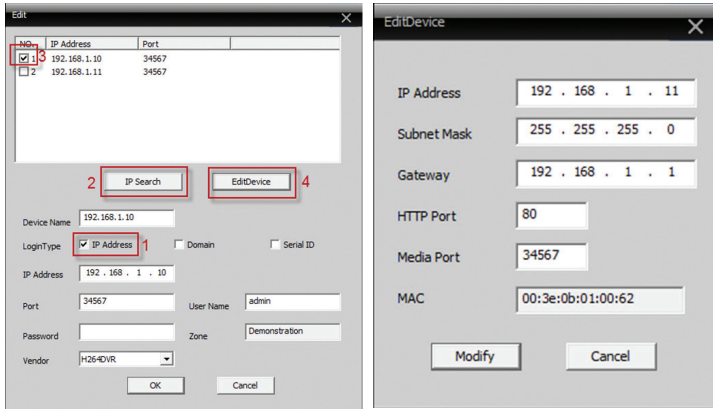 Edit
NO. IP Address Port
3
1 192.168.1.10 34567
2 192.168.1.11 34567
2 IP Search EditDevice 4
Device Name 192.168.1.10
LoginType IP Address 1 Domain Serial ID
IP Address 192 . 168 . 1 . 10
Port 34567 User Name admin
Password Zone Demonstration
Vendor H264DVR
OK Cancel
EditDevice
IP Address 192 . 168 . 1 . 11
Subnet Mask 255 . 255 . 255 . 0
Gateway 192 . 168 . 1 . 1
HTTP Port 80
Media Port 34567
MAC 00:3e:0b:01:00:62
Modify Cancel